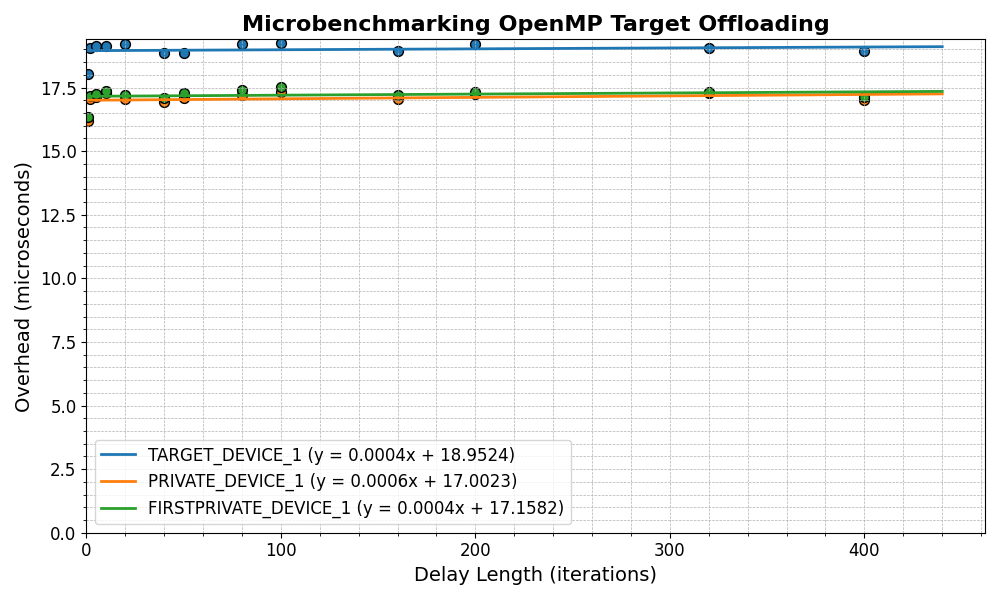 Microbenchmarking OpenMP Target Offloading
Overhead (microseconds)
17.5
15.0
12.5
10.0
7.5
5.0
2.5
0.0
TARGET_DEVICE_1 (y = 0.0004x + 18.9524)
PRIVATE_DEVICE_1 (y = 0.0006x + 17.0023)
FIRSTPRIVATE_DEVICE_1 (y = 0.0004x + 17.1582)
0 100 200 300 400
Delay Length (iterations)